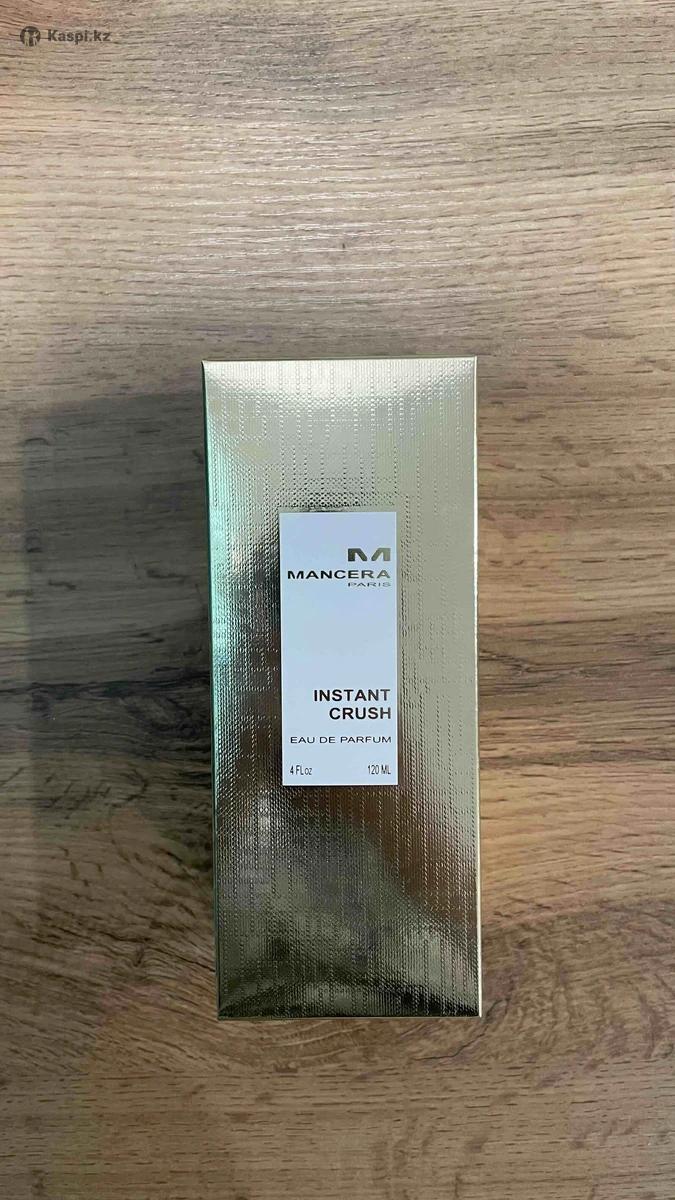 Kaspi.kz
MANCERA
PARIS
INSTANT
CRUSH
EAU DE PARFUM
4 FLoz 120 ML